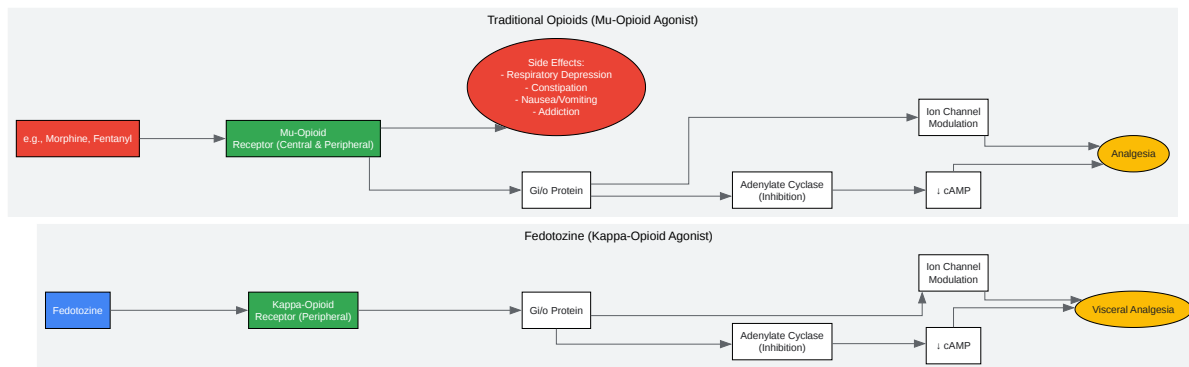 Traditional Opioids (Mu-Opioid Agonist)
Side Effects:
- Respiratory Depression
- Constipation
- Nausea/Vomiting
- Addiction
e.g., Morphine, Fentanyl
Mu-Opioid
Receptor (Central & Peripheral)
Gi/o Protein
Adenylate Cyclase
(Inhibition)
↓ cAMP
Ion Channel
Modulation
Analgesia
Fedotozine (Kappa-Opioid Agonist)
Fedotozine
Kappa-Opioid
Receptor (Peripheral)
Gi/o Protein
Adenylate Cyclase
(Inhibition)
↓ cAMP
Ion Channel
Modulation
Visceral Analgesia